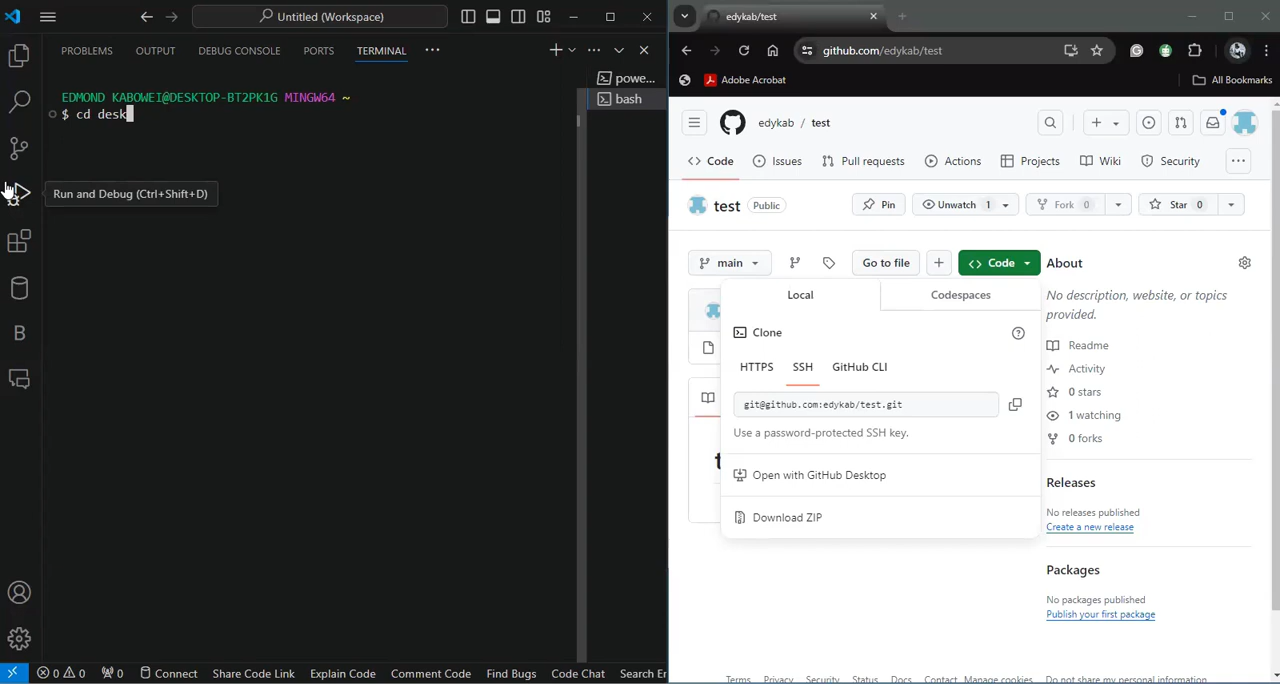 Untitled (Workspace)
PROBLEMS OUTPUT DEBUG CONSOLE PORTS TERMINAL
EDMOND KABOWEI@DESKTOP-BT2PK1G MINGW64 ~
$ cd desk
powe...
bash
Run and Debug (Ctrl+Shift+D)
B
0 0 0 Connect Share Code Link Explain Code Comment Code Find Bugs Code Chat Search Er
edykab/test
github.com/edykab/test
Adobe Acrobat
All Bookmarks
edykab / test
Code Issues Pull requests Actions Projects Wiki Security
test Public Pin Unwatch 1 Fork 0 Star 0
main Go to file Code
Local Codespaces
Clone
HTTPS SSH GitHub CLI
git@github.com:edykab/test.git
Use a password-protected SSH key.
Open with GitHub Desktop
Download ZIP
About
No description, website, or topics
provided.
Readme
Activity
0 stars
1 watching
0 forks
Releases
No releases published
Create a new release
Packages
No packages published
Publish your first package
Terms Privacy Security Status Docs Contact Manage cookies Do not share my personal information